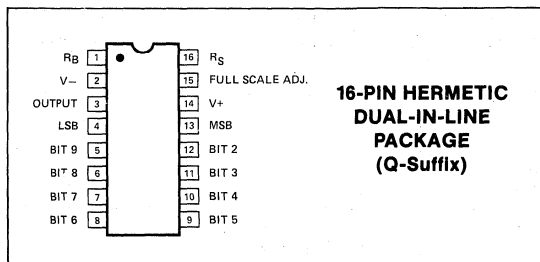 R_B 1 16 R_S
V− 2 15 FULL SCALE ADJ.
OUTPUT 3 14 V+
LSB 4 13 MSB
BIT 9 5 12 BIT 2
BIT 8 6 11 BIT 3
BIT 7 7 10 BIT 4
BIT 6 8 9 BIT 5
16-PIN HERMETIC
DUAL-IN-LINE
PACKAGE
(Q-Suffix)